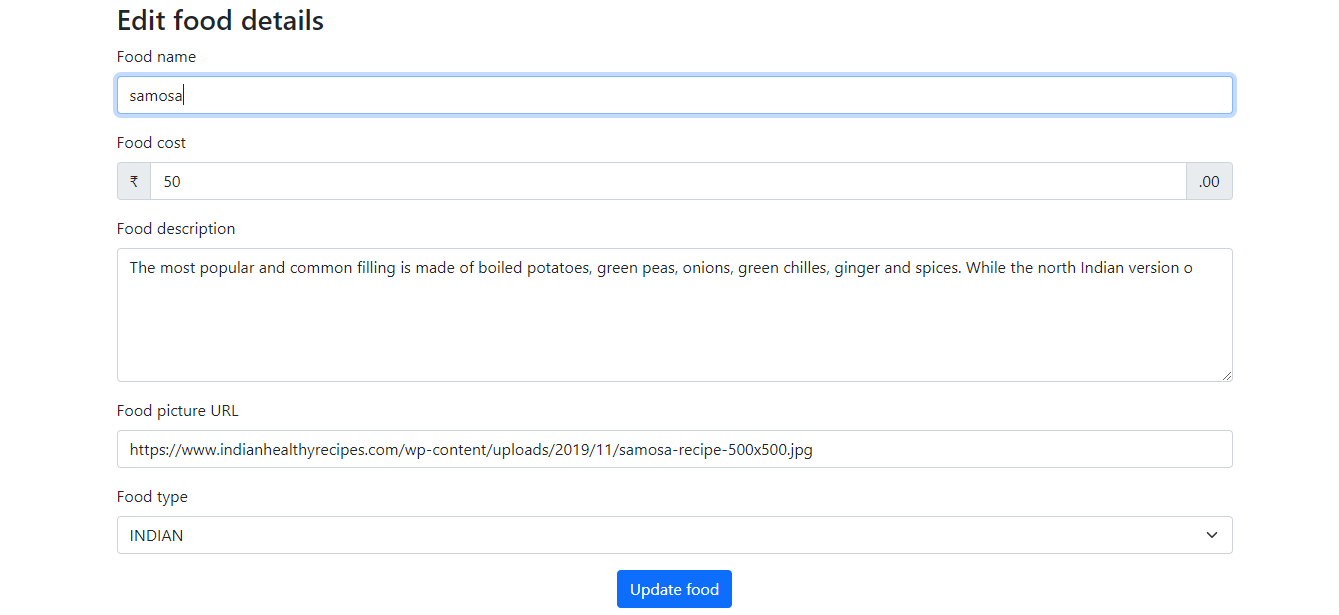 Edit food details
Food name
samosa
Food cost
₹ 50 .00
Food description
The most popular and common filling is made of boiled potatoes, green peas, onions, green chilles, ginger and spices. While the north Indian version o
Food picture URL
https://www.indianhealthyrecipes.com/wp-content/uploads/2019/11/samosa-recipe-500x500.jpg
Food type
INDIAN
Update food